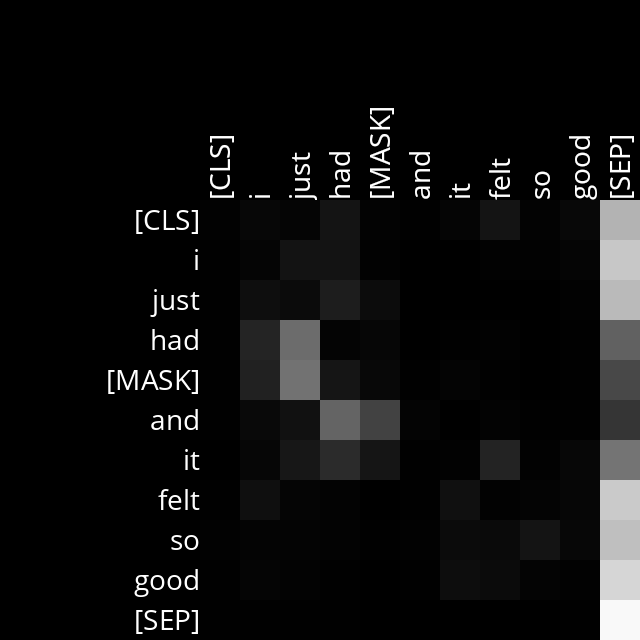 [CLS] i just had [MASK] and it felt so good [SEP]
[CLS]
i
just
had
[MASK]
and
it
felt
so
good
[SEP]